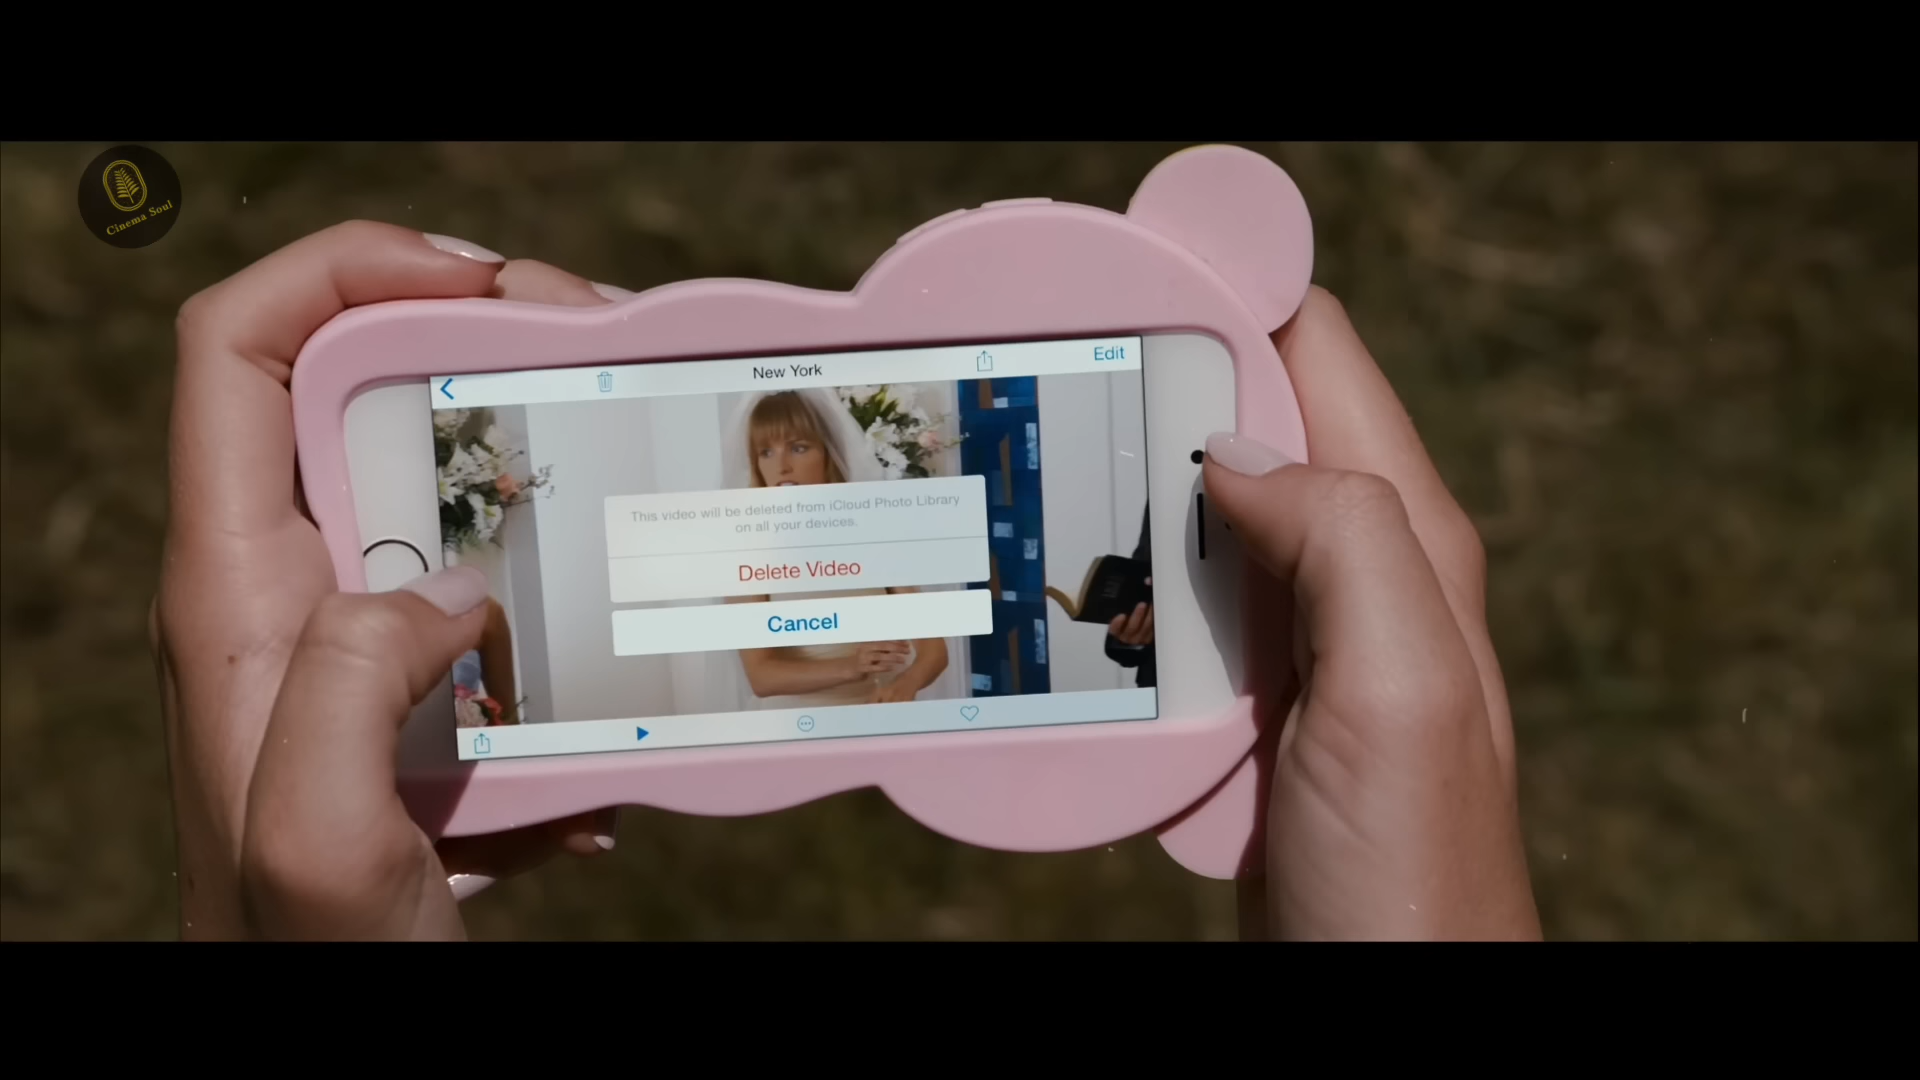 Cinema Soul
New York
Edit
This video will be deleted from iCloud Photo Library
on all your devices.
Delete Video
Cancel